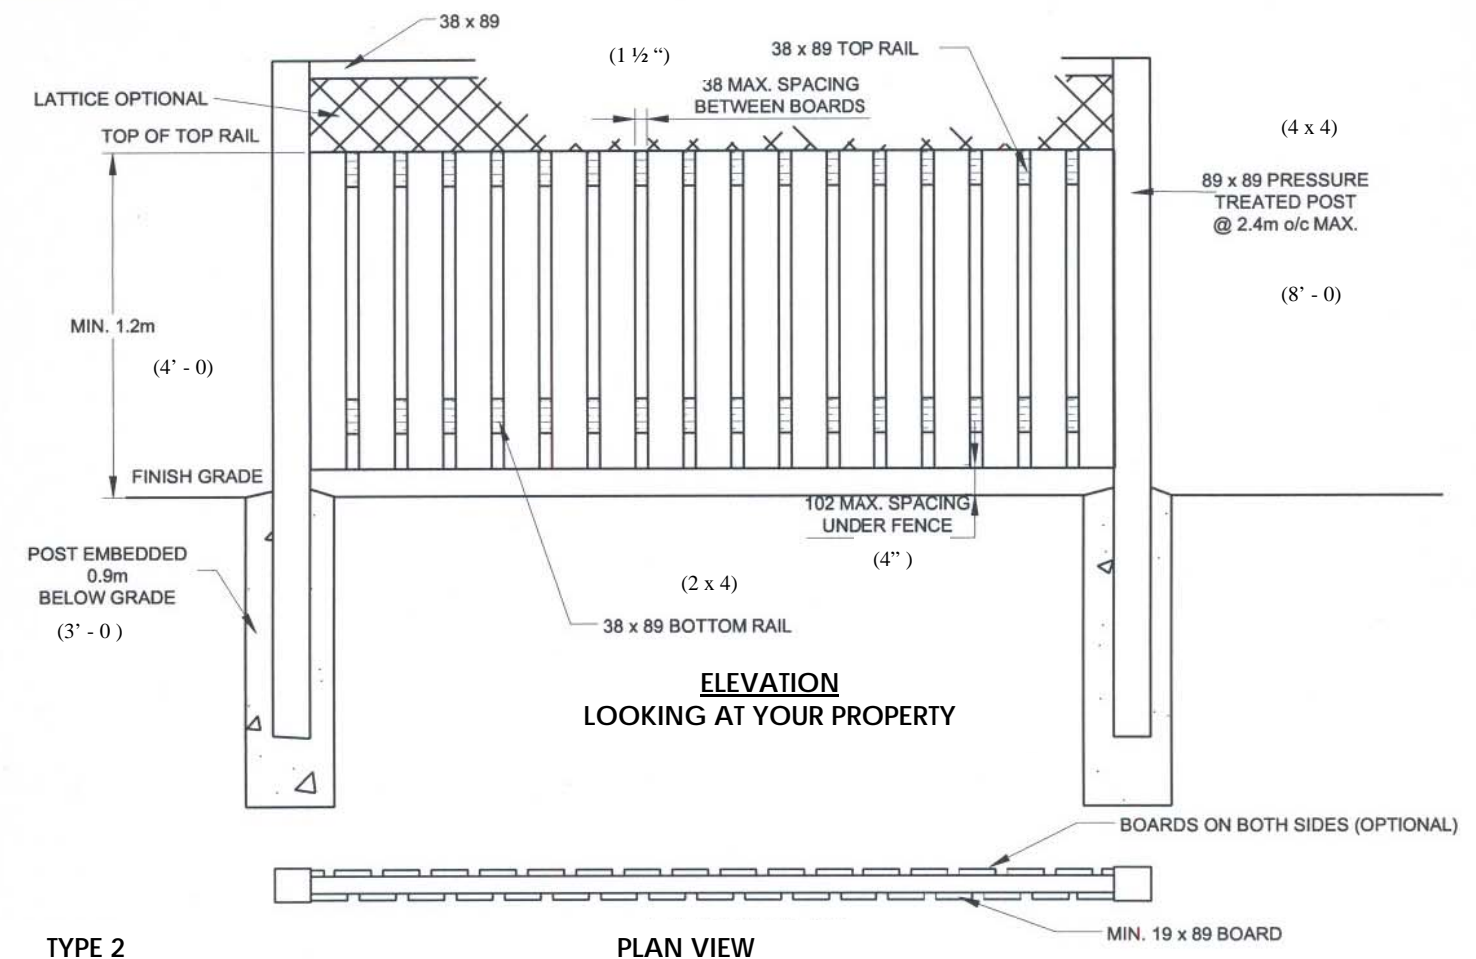 38 x 89
(1 ½ “)
38 x 89 TOP RAIL
LATTICE OPTIONAL
38 MAX. SPACING
BETWEEN BOARDS
TOP OF TOP RAIL
(4 x 4)
89 x 89 PRESSURE
TREATED POST
@ 2.4m o/c MAX.
(8’ - 0)
MIN. 1.2m
(4’ - 0)
FINISH GRADE
102 MAX. SPACING
UNDER FENCE
(4” )
POST EMBEDDED
0.9m
BELOW GRADE
(3’ - 0 )
(2 x 4)
38 x 89 BOTTOM RAIL
ELEVATION
LOOKING AT YOUR PROPERTY
BOARDS ON BOTH SIDES (OPTIONAL)
MIN. 19 x 89 BOARD
TYPE 2
PLAN VIEW